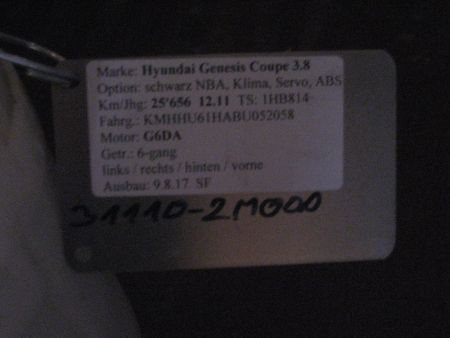 Marke: Hyundai Genesis Coupe 3.8
Option: schwarz NBA, Klima, Servo, ABS
Km/Jhg: 25'656 12.11 TS: 1HB814-
Fahrg.: KMHHU61HABU052058
Motor: G6DA
Getr.: 6-gang
links / rechts / hinten / vorne
Ausbau: 9.8.17 SF
31110-2M000